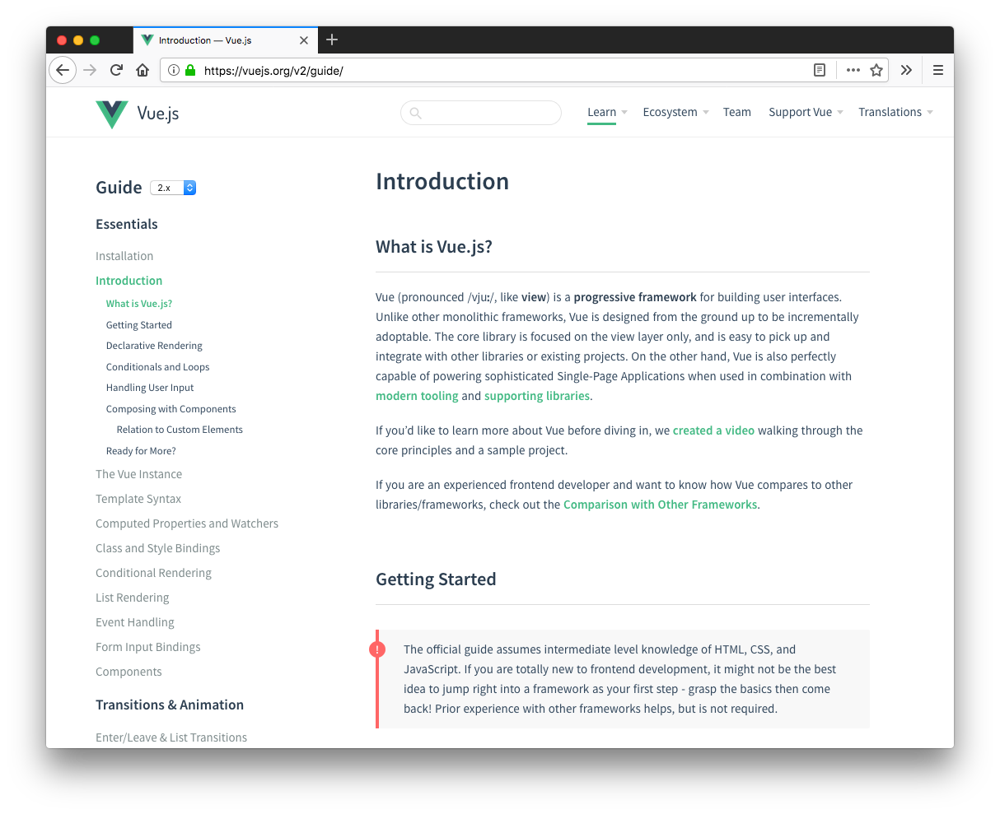 Introduction — Vue.js
https://vuejs.org/v2/guide/
Vue.js
Learn
Ecosystem
Team
Support Vue
Translations
Guide
2.x
Essentials
Installation
Introduction
What is Vue.js?
Getting Started
Declarative Rendering
Conditionals and Loops
Handling User Input
Composing with Components
Relation to Custom Elements
Ready for More?
The Vue Instance
Template Syntax
Computed Properties and Watchers
Class and Style Bindings
Conditional Rendering
List Rendering
Event Handling
Form Input Bindings
Components
Transitions & Animation
Enter/Leave & List Transitions
Introduction
What is Vue.js?
Vue (pronounced /vjuː/, like view) is a progressive framework for building user interfaces.
Unlike other monolithic frameworks, Vue is designed from the ground up to be incrementally
adoptable. The core library is focused on the view layer only, and is easy to pick up and
integrate with other libraries or existing projects. On the other hand, Vue is also perfectly
capable of powering sophisticated Single-Page Applications when used in combination with
modern tooling and supporting libraries.
If you’d like to learn more about Vue before diving in, we created a video walking through the
core principles and a sample project.
If you are an experienced frontend developer and want to know how Vue compares to other
libraries/frameworks, check out the Comparison with Other Frameworks.
Getting Started
!
The official guide assumes intermediate level knowledge of HTML, CSS, and
JavaScript. If you are totally new to frontend development, it might not be the best
idea to jump right into a framework as your first step - grasp the basics then come
back! Prior experience with other frameworks helps, but is not required.